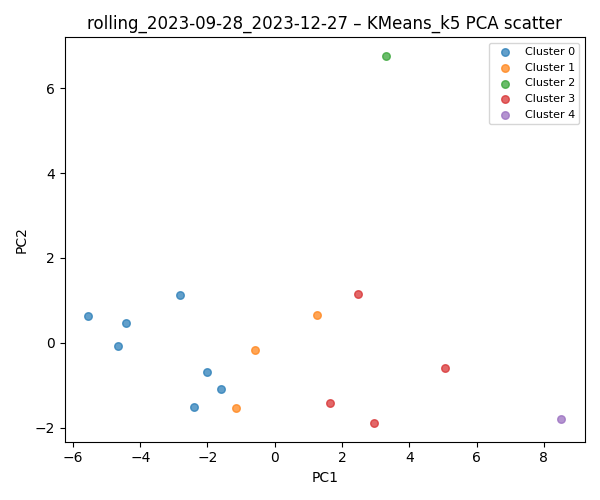 rolling_2023-09-28_2023-12-27 – KMeans_k5 PCA scatter
Cluster 0
Cluster 1
Cluster 2
Cluster 3
Cluster 4
PC2
6
4
2
0
−2
−6 −4 −2 0 2 4 6 8
PC1